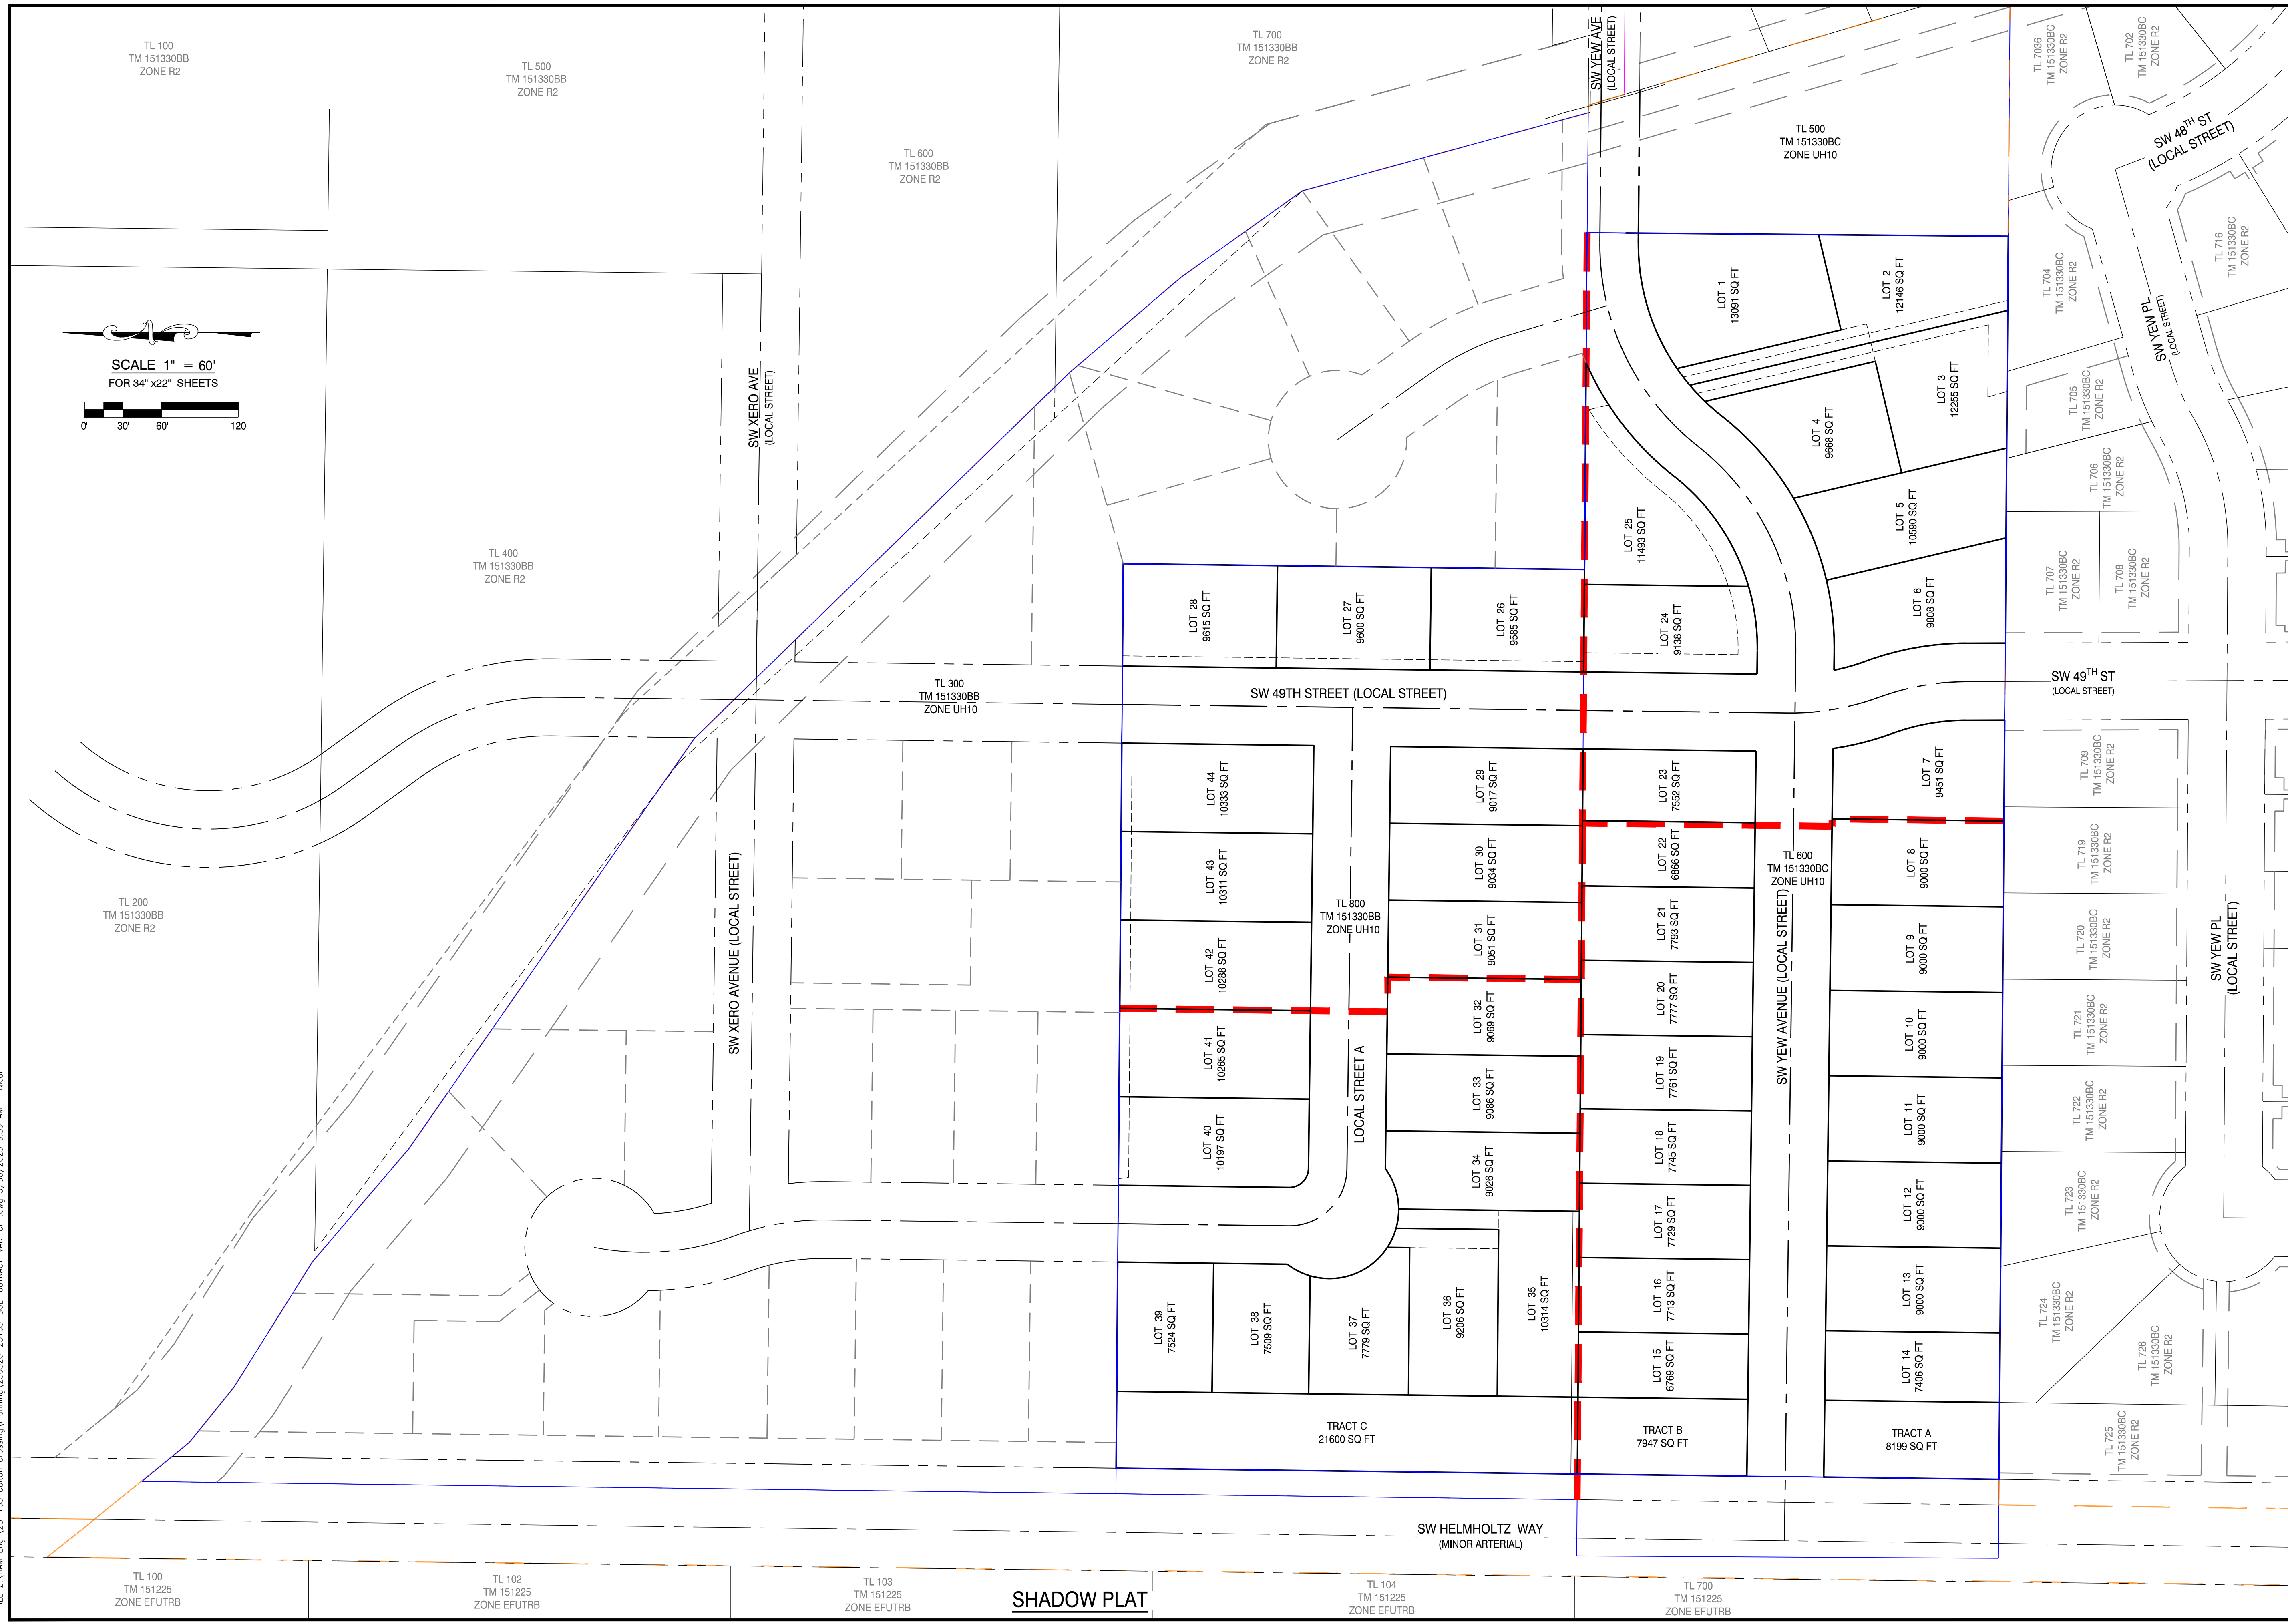 TL 100
TM 151330BB
ZONE R2
TL 500
TM 151330BB
ZONE R2
TL 700
TM 151330BB
ZONE R2
TL 600
TM 151330BB
ZONE R2
SW YEW AVE
(LOCAL STREET)
TL 500
TM 151330BC
ZONE UH10
TL 7036
TM 151330BC
ZONE R2
TL 702
TM 151330BC
ZONE R2
SW 48TH ST
(LOCAL STREET)
TL 716
TM 151330BC
ZONE R2
TL 704
TM 151330BC
ZONE R2
SW YEW PL
(LOCAL STREET)
SCALE 1" = 60'
FOR 34" x22" SHEETS
0' 30' 60' 120'
SW XERO AVE
(LOCAL STREET)
LOT 1
13091 SQ FT
LOT 2
12146 SQ FT
LOT 3
12255 SQ FT
LOT 4
9668 SQ FT
LOT 5
10590 SQ FT
LOT 6
9808 SQ FT
TL 705
TM 151330BC
ZONE R2
TL 706
TM 151330BC
ZONE R2
TL 707
TM 151330BC
ZONE R2
TL 708
TM 151330BC
ZONE R2
TL 400
TM 151330BB
ZONE R2
LOT 28
9615 SQ FT
LOT 27
9600 SQ FT
LOT 26
9585 SQ FT
LOT 25
11493 SQ FT
LOT 24
9138 SQ FT
TL 300
TM 151330BB
ZONE UH10
SW 49TH STREET (LOCAL STREET)
SW 49TH ST
(LOCAL STREET)
LOT 44
10333 SQ FT
LOT 29
9017 SQ FT
LOT 23
7552 SQ FT
LOT 7
9451 SQ FT
TL 709
TM 151330BC
ZONE R2
LOT 43
10311 SQ FT
LOT 30
9034 SQ FT
LOT 22
6866 SQ FT
TL 600
TM 151330BC
ZONE UH10
LOT 8
9000 SQ FT
TL 719
TM 151330BC
ZONE R2
TL 200
TM 151330BB
ZONE R2
SW XERO AVENUE (LOCAL STREET)
LOT 42
10288 SQ FT
TL 800
TM 151330BB
ZONE UH10
LOT 31
9051 SQ FT
LOT 21
7793 SQ FT
SW YEW AVENUE (LOCAL STREET)
LOT 9
9000 SQ FT
TL 720
TM 151330BC
ZONE R2
SW YEW PL
(LOCAL STREET)
LOT 41
10265 SQ FT
LOCAL STREET A
LOT 32
9069 SQ FT
LOT 20
7777 SQ FT
LOT 10
9000 SQ FT
TL 721
TM 151330BC
ZONE R2
LOT 33
9086 SQ FT
LOT 19
7761 SQ FT
LOT 11
9000 SQ FT
TL 722
TM 151330BC
ZONE R2
LOT 40
10197 SQ FT
LOT 34
9026 SQ FT
LOT 18
7745 SQ FT
LOT 12
9000 SQ FT
TL 723
TM 151330BC
ZONE R2
LOT 17
7729 SQ FT
LOT 39
7524 SQ FT
LOT 38
7509 SQ FT
LOT 37
7779 SQ FT
LOT 36
9206 SQ FT
LOT 35
10314 SQ FT
LOT 16
7713 SQ FT
LOT 13
9000 SQ FT
TL 724
TM 151330BC
ZONE R2
TL 726
TM 151330BC
ZONE R2
LOT 15
6769 SQ FT
LOT 14
7406 SQ FT
TRACT C
21600 SQ FT
TRACT B
7947 SQ FT
TRACT A
8199 SQ FT
TL 725
TM 151330BC
ZONE R2
SW HELMHOLTZ WAY
(MINOR ARTERIAL)
TL 100
TM 151225
ZONE EFUTRB
TL 102
TM 151225
ZONE EFUTRB
TL 103
TM 151225
ZONE EFUTRB
SHADOW PLAT
TL 104
TM 151225
ZONE EFUTRB
TL 700
TM 151225
ZONE EFUTRB